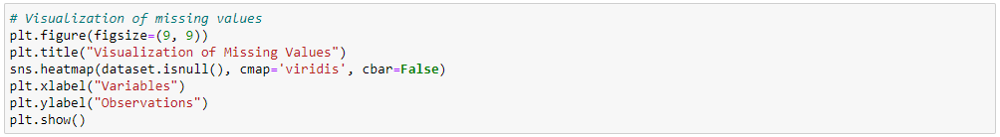 # Visualization of missing values
plt.figure(figsize=(9, 9))
plt.title("Visualization of Missing Values")
sns.heatmap(dataset.isnull(), cmap='viridis', cbar=False)
plt.xlabel("Variables")
plt.ylabel("Observations")
plt.show()